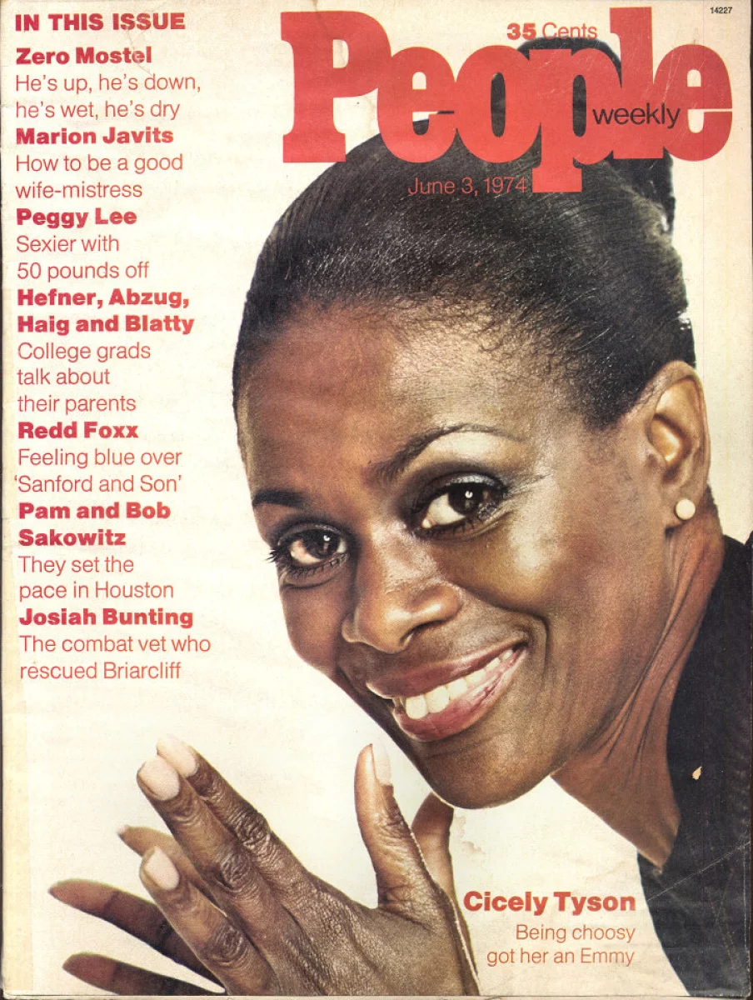 14227
IN THIS ISSUE
Zero Mostel
He's up, he's down,
he's wet, he's dry
Marion Javits
How to be a good
wife-mistress
Peggy Lee
Sexier with
50 pounds off
Hefner, Abzug,
Haig and Blatty
College grads
talk about
their parents
Redd Foxx
Feeling blue over
'Sanford and Son'
Pam and Bob
Sakowitz
They set the
pace in Houston
Josiah Bunting
The combat vet who
rescued Briarcliff
35 Cents
People
weekly
June 3, 1974
Cicely Tyson
Being choosy
got her an Emmy